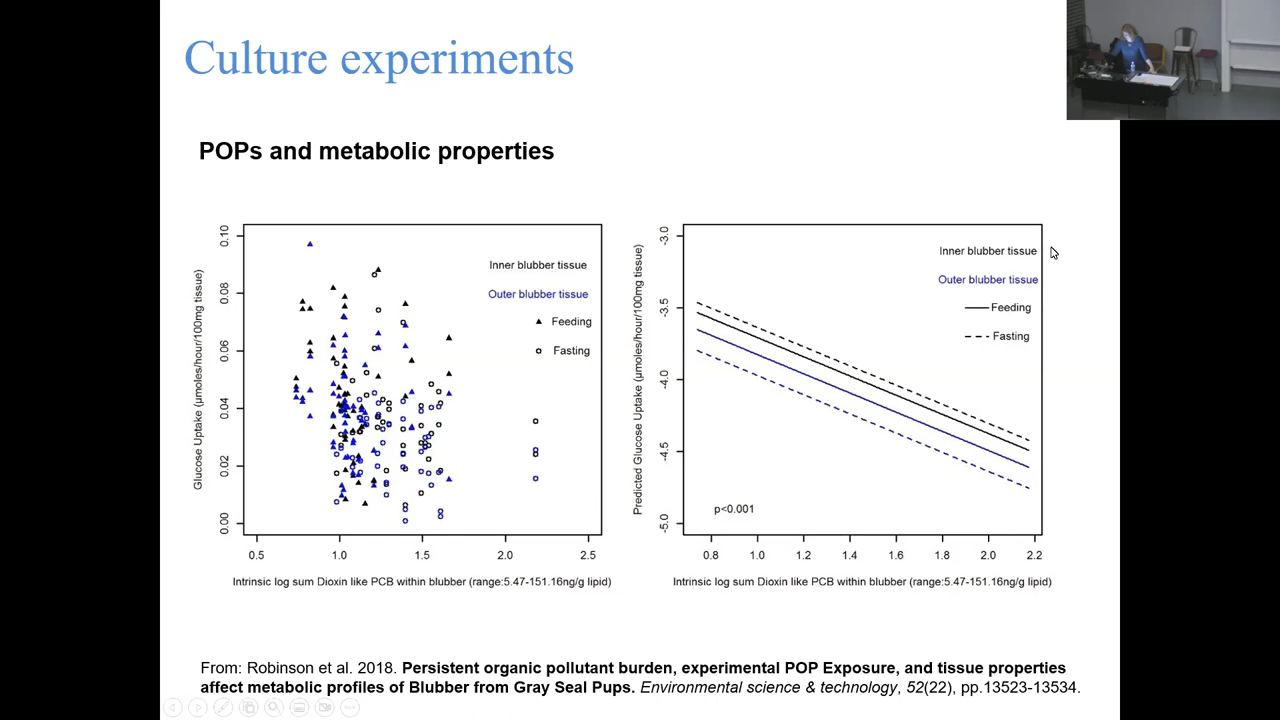 Culture experiments
POPs and metabolic properties
Glucose Uptake (µmoles/hour/100mg tissue)
0.10
0.08
0.06
0.04
0.02
0.00
Inner blubber tissue
Outer blubber tissue
Feeding
Fasting
0.5 1.0 1.5 2.0 2.5
Intrinsic log sum Dioxin like PCB within blubber (range:5.47-151.16ng/g lipid)
Predicted Glucose Uptake (µmoles/hour/100mg tissue)
-3.0
-3.5
-4.0
-4.5
-5.0
Inner blubber tissue
Outer blubber tissue
Feeding
Fasting
p<0.001
0.8 1.0 1.2 1.4 1.6 1.8 2.0 2.2
Intrinsic log sum Dioxin like PCB within blubber (range:5.47-151.16ng/g lipid)
From: Robinson et al. 2018. Persistent organic pollutant burden, experimental POP Exposure, and tissue properties
affect metabolic profiles of Blubber from Gray Seal Pups. Environmental science & technology, 52(22), pp.13523-13534.